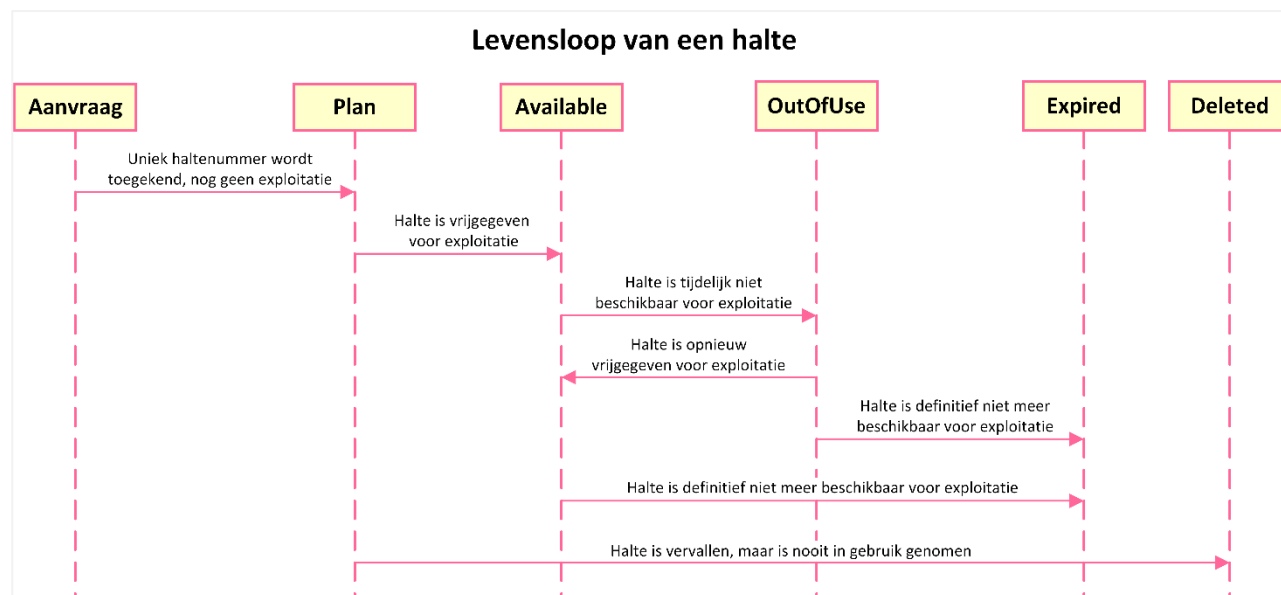 Levensloop van een halte
Aanvraag
Plan
Available
OutOfUse
Expired
Deleted
Uniek haltenummer wordt
toegekend, nog geen exploitatie
Halte is vrijgegeven
voor exploitatie
Halte is tijdelijk niet
beschikbaar voor exploitatie
Halte is opnieuw
vrijgegeven voor exploitatie
Halte is definitief niet meer
beschikbaar voor exploitatie
Halte is definitief niet meer beschikbaar voor exploitatie
Halte is vervallen, maar is nooit in gebruik genomen